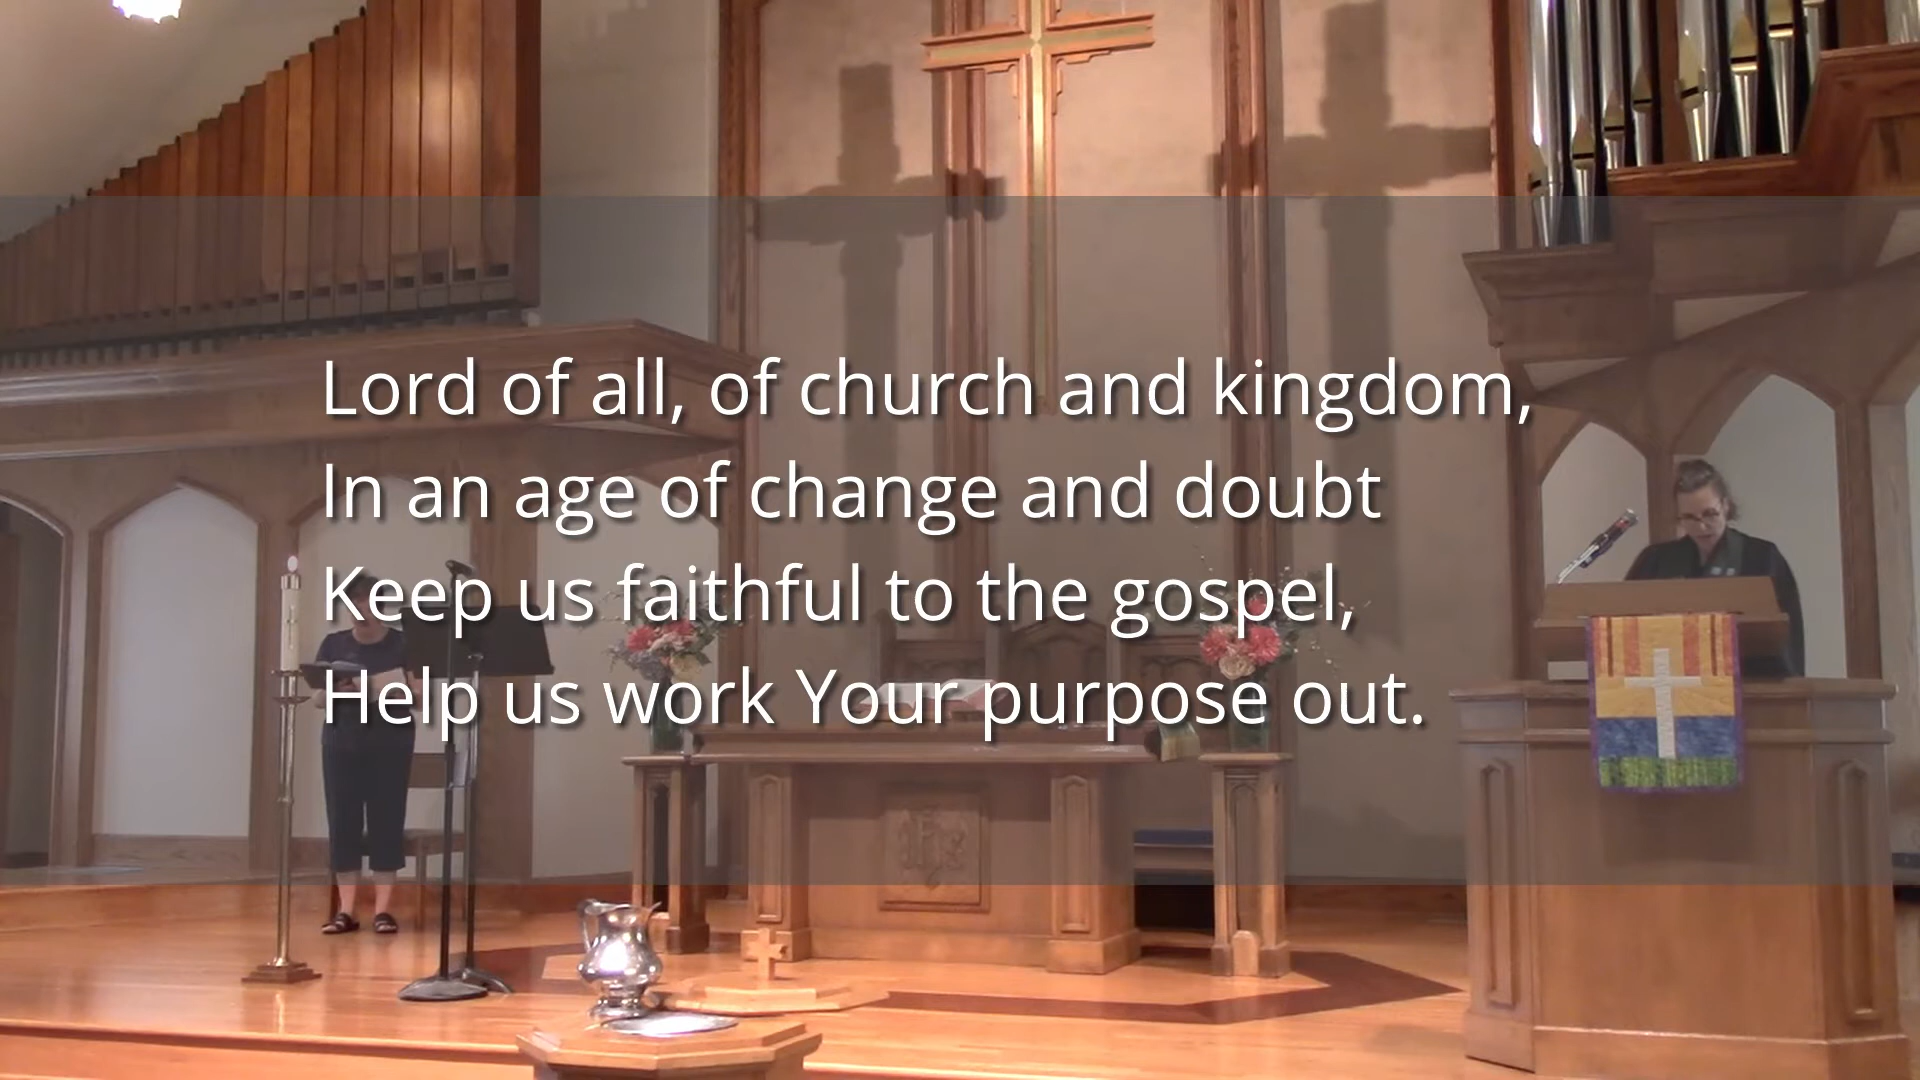 Lord of all, of church and kingdom,
In an age of change and doubt
Keep us faithful to the gospel,
Help us work Your purpose out.